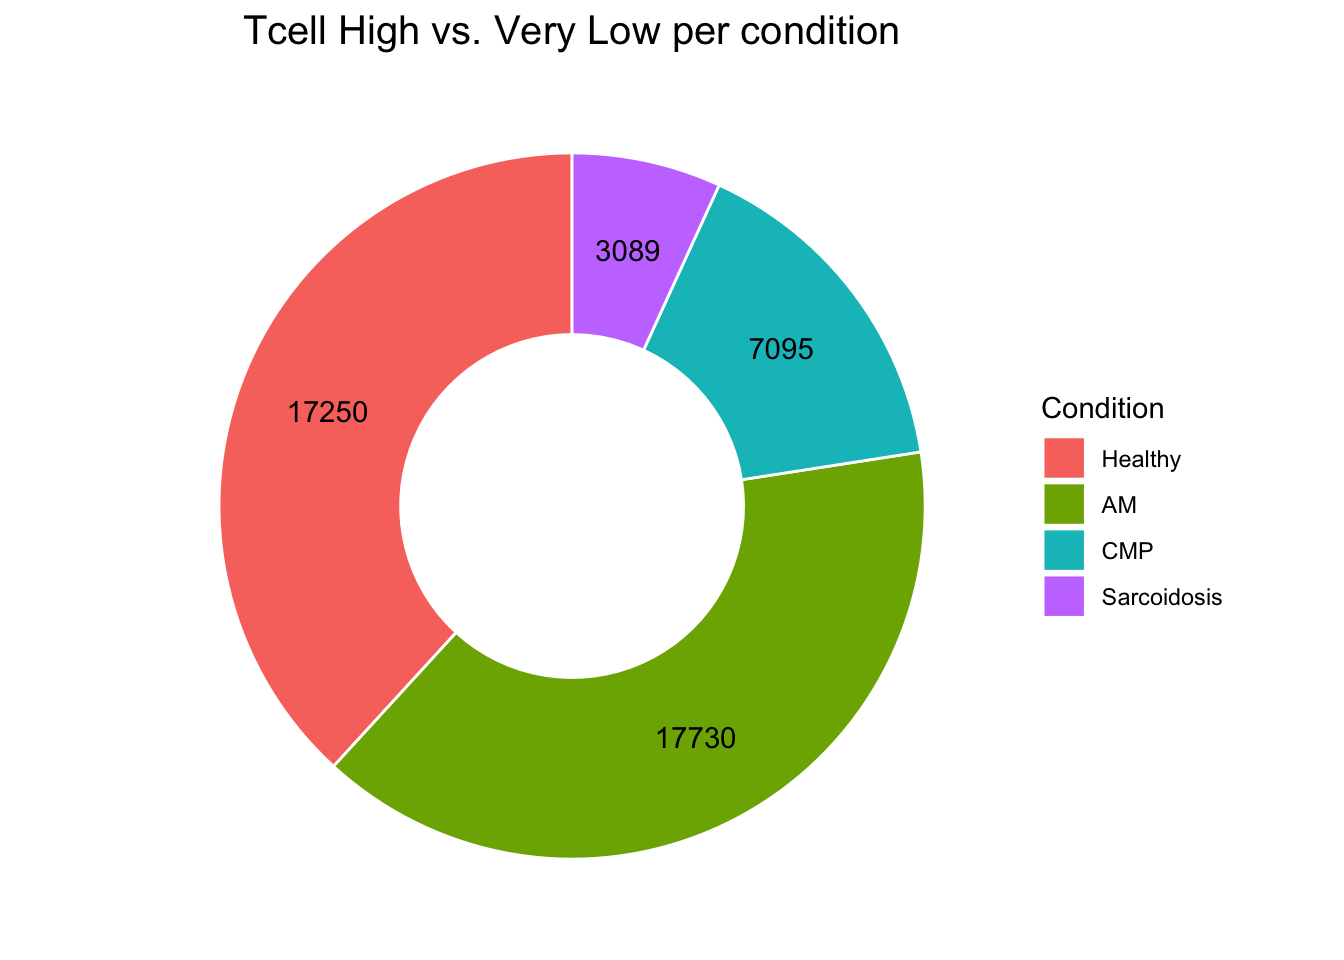 Tcell High vs. Very Low per condition
3089
7095
17250
17730
Condition
Healthy
AM
CMP
Sarcoidosis